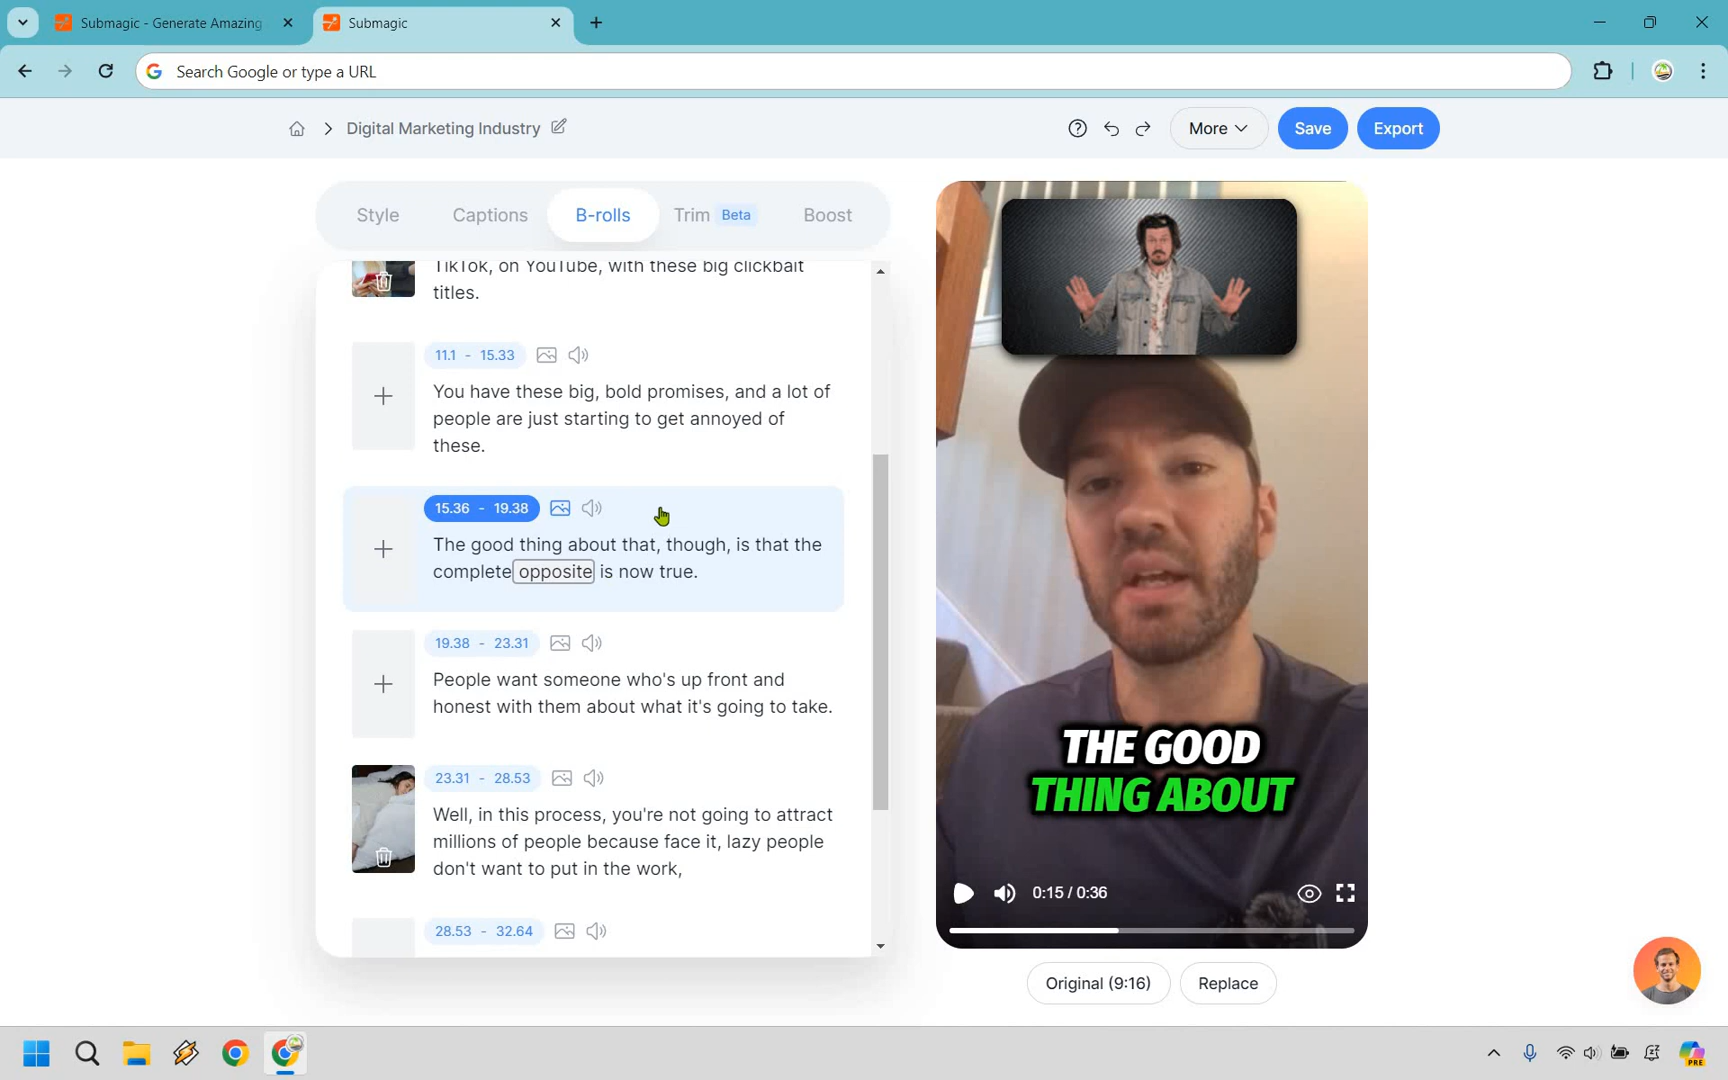 Submagic - Generate Amazing
Submagic
Search Google or type a URL
Digital Marketing Industry
More
Save
Export
Style
Captions
B-rolls
Trim
Beta
Boost
TikTok, on YouTube, with these big clickbait
titles.
11.1 - 15.33
You have these big, bold promises, and a lot of
people are just starting to get annoyed of
these.
15.36 - 19.38
The good thing about that, though, is that the
complete opposite is now true.
19.38 - 23.31
People want someone who's up front and
honest with them about what it's going to take.
23.31 - 28.53
Well, in this process, you're not going to attract
millions of people because face it, lazy people
don't want to put in the work,
28.53 - 32.64
THE GOOD
THING ABOUT
0:15 / 0:36
Original (9:16)
Replace
PRE